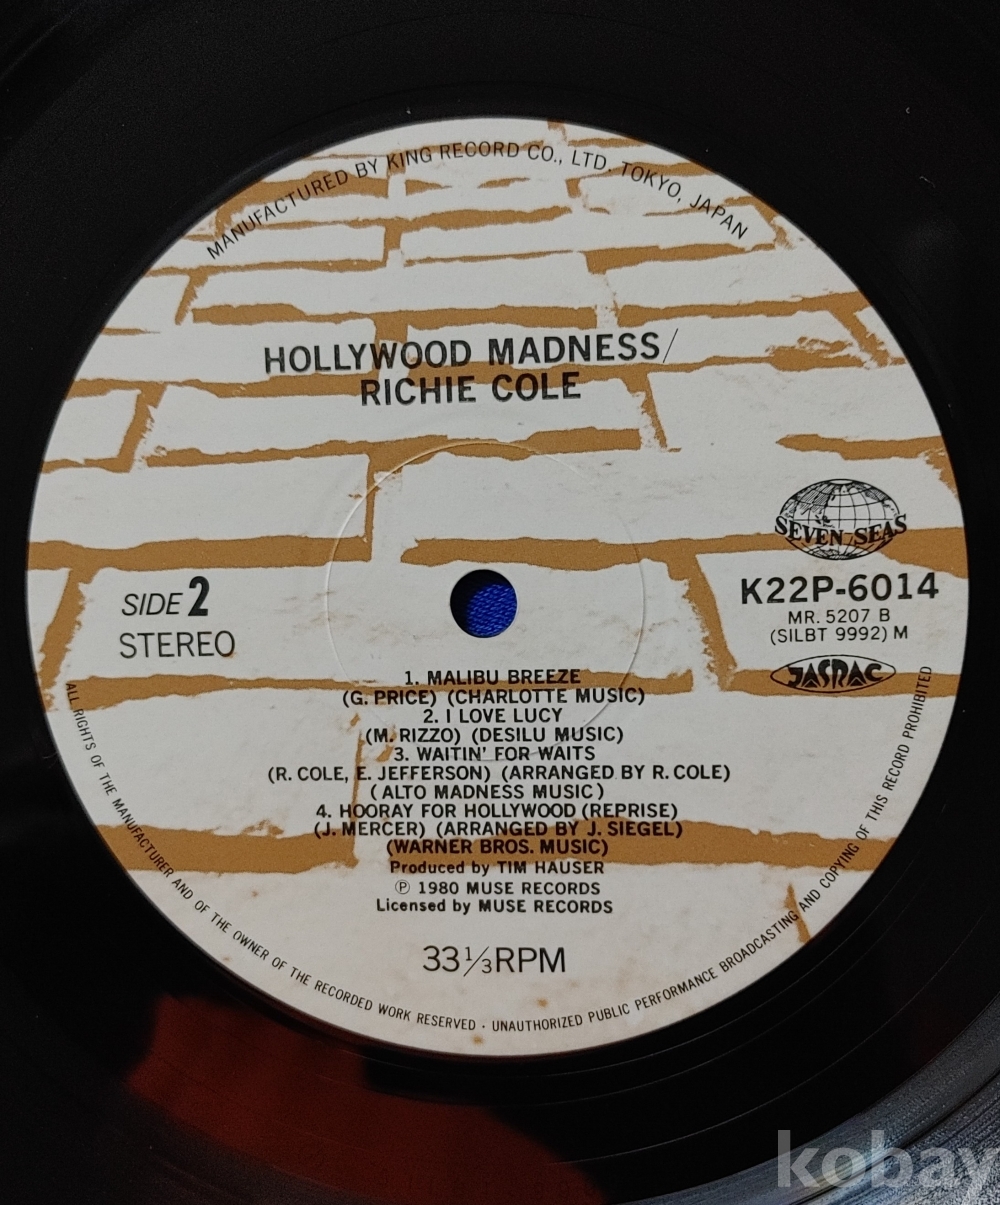 MANUFACTURED BY KING RECORD CO., LTD. TOKYO, JAPAN
HOLLYWOOD MADNESS/
RICHIE COLE
SEVEN SEAS
SIDE 2
STEREO
K22P-6014
MR. 5207 B
(SILBT 9992) M
JASRAC
1. MALIBU BREEZE
(G. PRICE) (CHARLOTTE MUSIC)
2. I LOVE LUCY
(M. RIZZO) (DESILU MUSIC)
3. WAITIN' FOR WAITS
(R. COLE, E. JEFFERSON) (ARRANGED BY R. COLE)
(ALTO MADNESS MUSIC)
4. HOORAY FOR HOLLYWOOD (REPRISE)
(J. MERCER) (ARRANGED BY J. SIEGEL)
(WARNER BROS. MUSIC)
Produced by TIM HAUSER
Ⓟ 1980 MUSE RECORDS
Licensed by MUSE RECORDS
33 1/3 RPM
ALL RIGHTS OF THE MANUFACTURER AND OF THE OWNER OF THE RECORDED WORK RESERVED · UNAUTHORIZED PUBLIC PERFORMANCE BROADCASTING AND COPYING OF THIS RECORD PROHIBITED
kobay